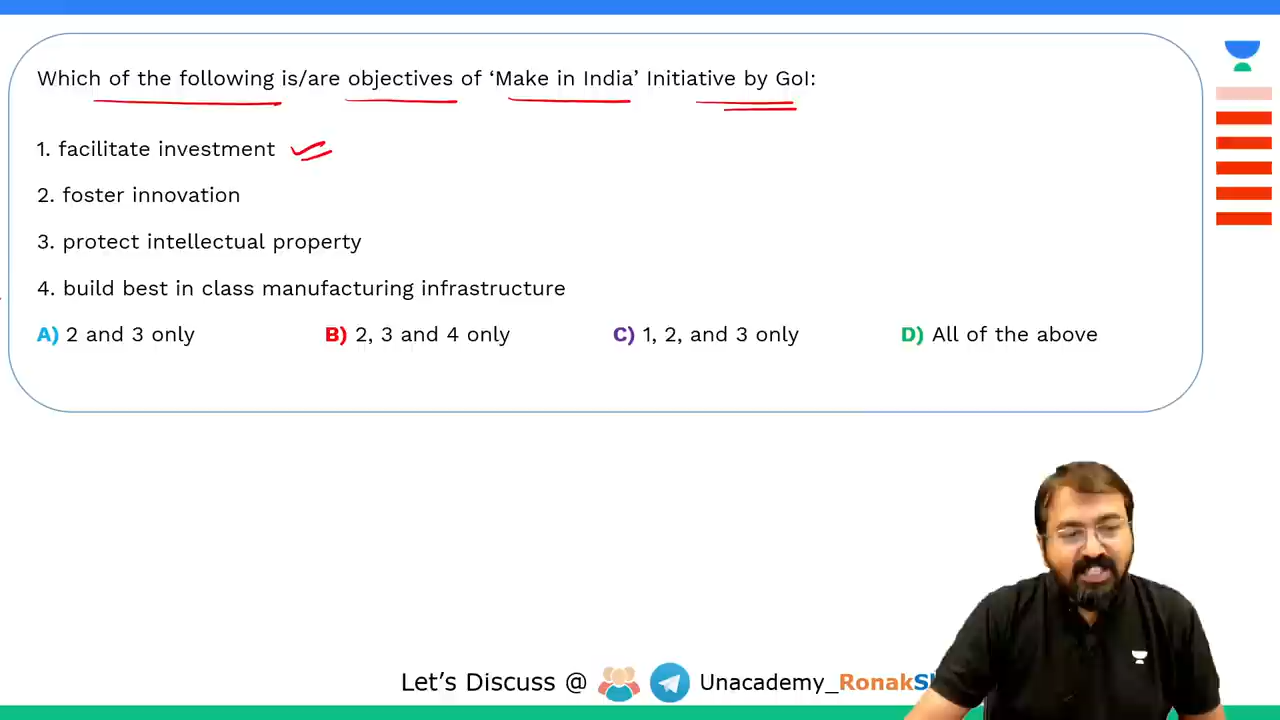 Which of the following is/are objectives of ‘Make in India’ Initiative by GoI:
1. facilitate investment
2. foster innovation
3. protect intellectual property
4. build best in class manufacturing infrastructure
A) 2 and 3 only B) 2, 3 and 4 only C) 1, 2, and 3 only D) All of the above
Let’s Discuss @ Unacademy_Ronak